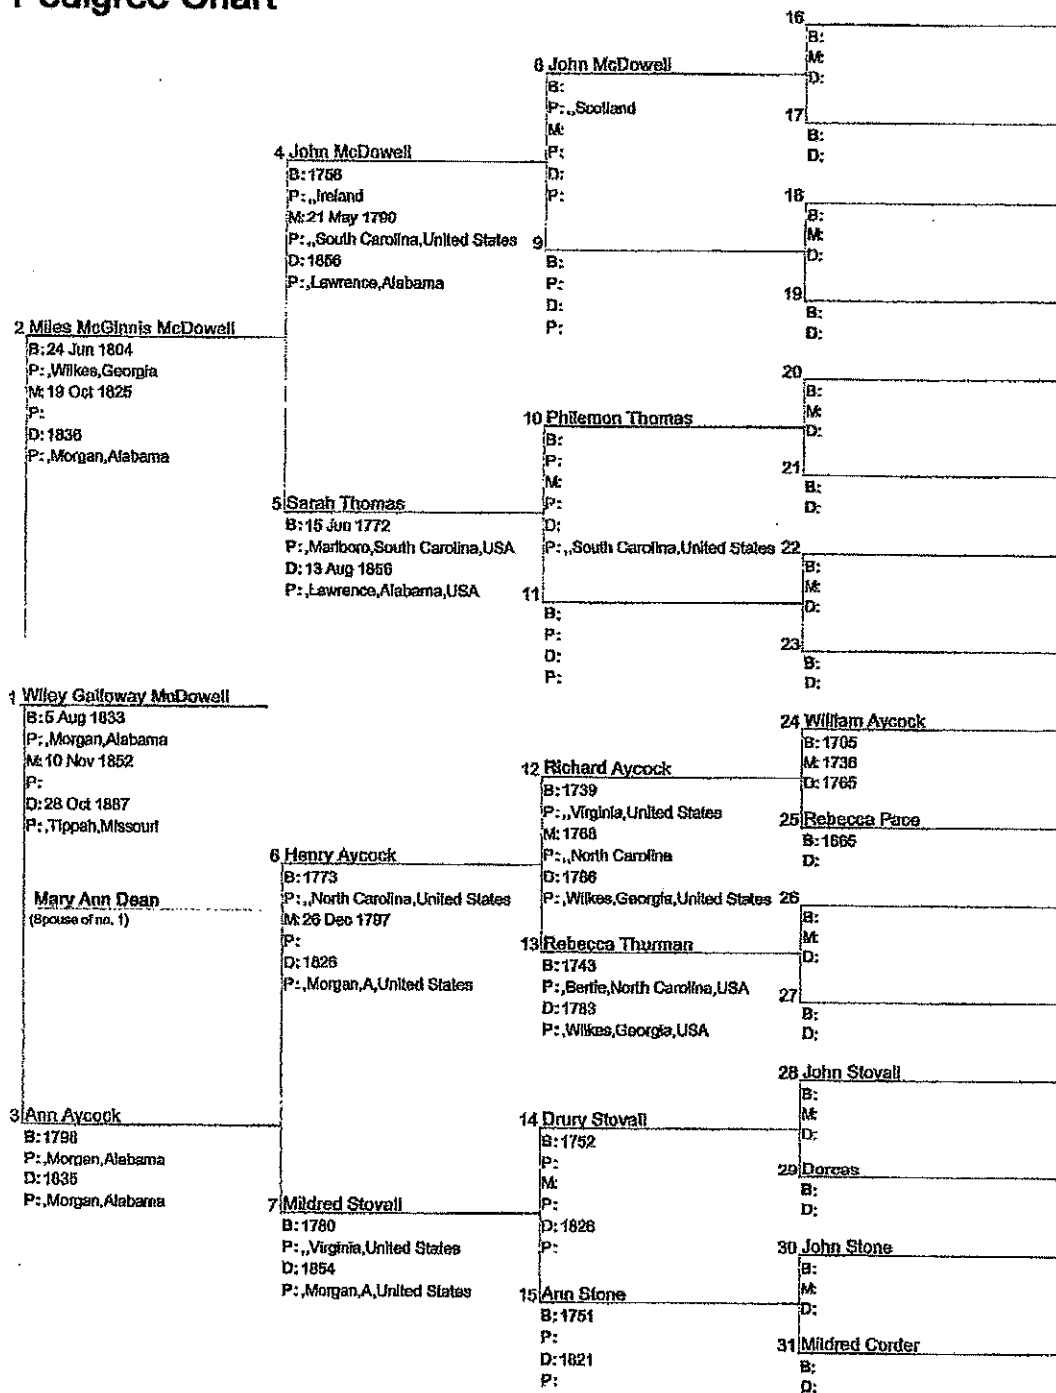 Pedigree Chart
2 Miles McGinnis McDowell
B: 24 Jun 1804
P: ,Wilkes,Georgia
M: 19 Oct 1825
P:
D: 1836
P: ,Morgan,Alabama
1 Wiley Galloway McDowell
B: 5 Aug 1833
P: ,Morgan,Alabama
M: 10 Nov 1852
P:
D: 28 Oct 1887
P: ,Tippah,Missouri
Mary Ann Dean
(Spouse of no. 1)
3 Ann Aycock
B: 1798
P: ,Morgan,Alabama
D: 1835
P: ,Morgan,Alabama
4 John McDowell
B: 1756
P: ,,Ireland
M: 21 May 1790
P: ,,South Carolina,United States
D: 1856
P: ,Lawrence,Alabama
5 Sarah Thomas
B: 15 Jun 1772
P: ,Marlboro,South Carolina,USA
D: 13 Aug 1856
P: ,Lawrence,Alabama,USA
6 Henry Aycock
B: 1773
P: ,,North Carolina,United States
M: 26 Dec 1797
P:
D: 1826
P: ,Morgan,A,United States
7 Mildred Stovall
B: 1780
P: ,,Virginia,United States
D: 1854
P: ,Morgan,A,United States
8 John McDowell
B:
P: ,,Scotland
M:
P:
D:
P:
9
B:
P:
D:
P:
10 Philemon Thomas
B:
P:
M:
P:
D:
P: ,,South Carolina,United States
11
B:
P:
D:
P:
12 Richard Aycock
B: 1739
P: ,,Virginia,United States
M: 1768
P: ,,North Carolina
D: 1786
P: ,Wilkes,Georgia,United States
13 Rebecca Thurman
B: 1743
P: ,Bertie,North Carolina,USA
D: 1783
P: ,Wilkes,Georgia,USA
14 Drury Stovall
B: 1752
P:
M:
P:
D: 1826
P:
15 Ann Stone
B: 1751
P:
D: 1821
P:
16
B:
M:
D:
17
B:
D:
18
B:
M:
D:
19
B:
D:
20
B:
M:
D:
21
B:
D:
22
B:
M:
D:
23
B:
D:
24 William Aycock
B: 1705
M: 1736
D: 1765
25 Rebecca Pace
B: 1665
D:
26
B:
M:
D:
27
B:
D:
28 John Stovall
B:
M:
D:
29 Dorcas
B:
D:
30 John Stone
B:
M:
D:
31 Mildred Corder
B:
D: